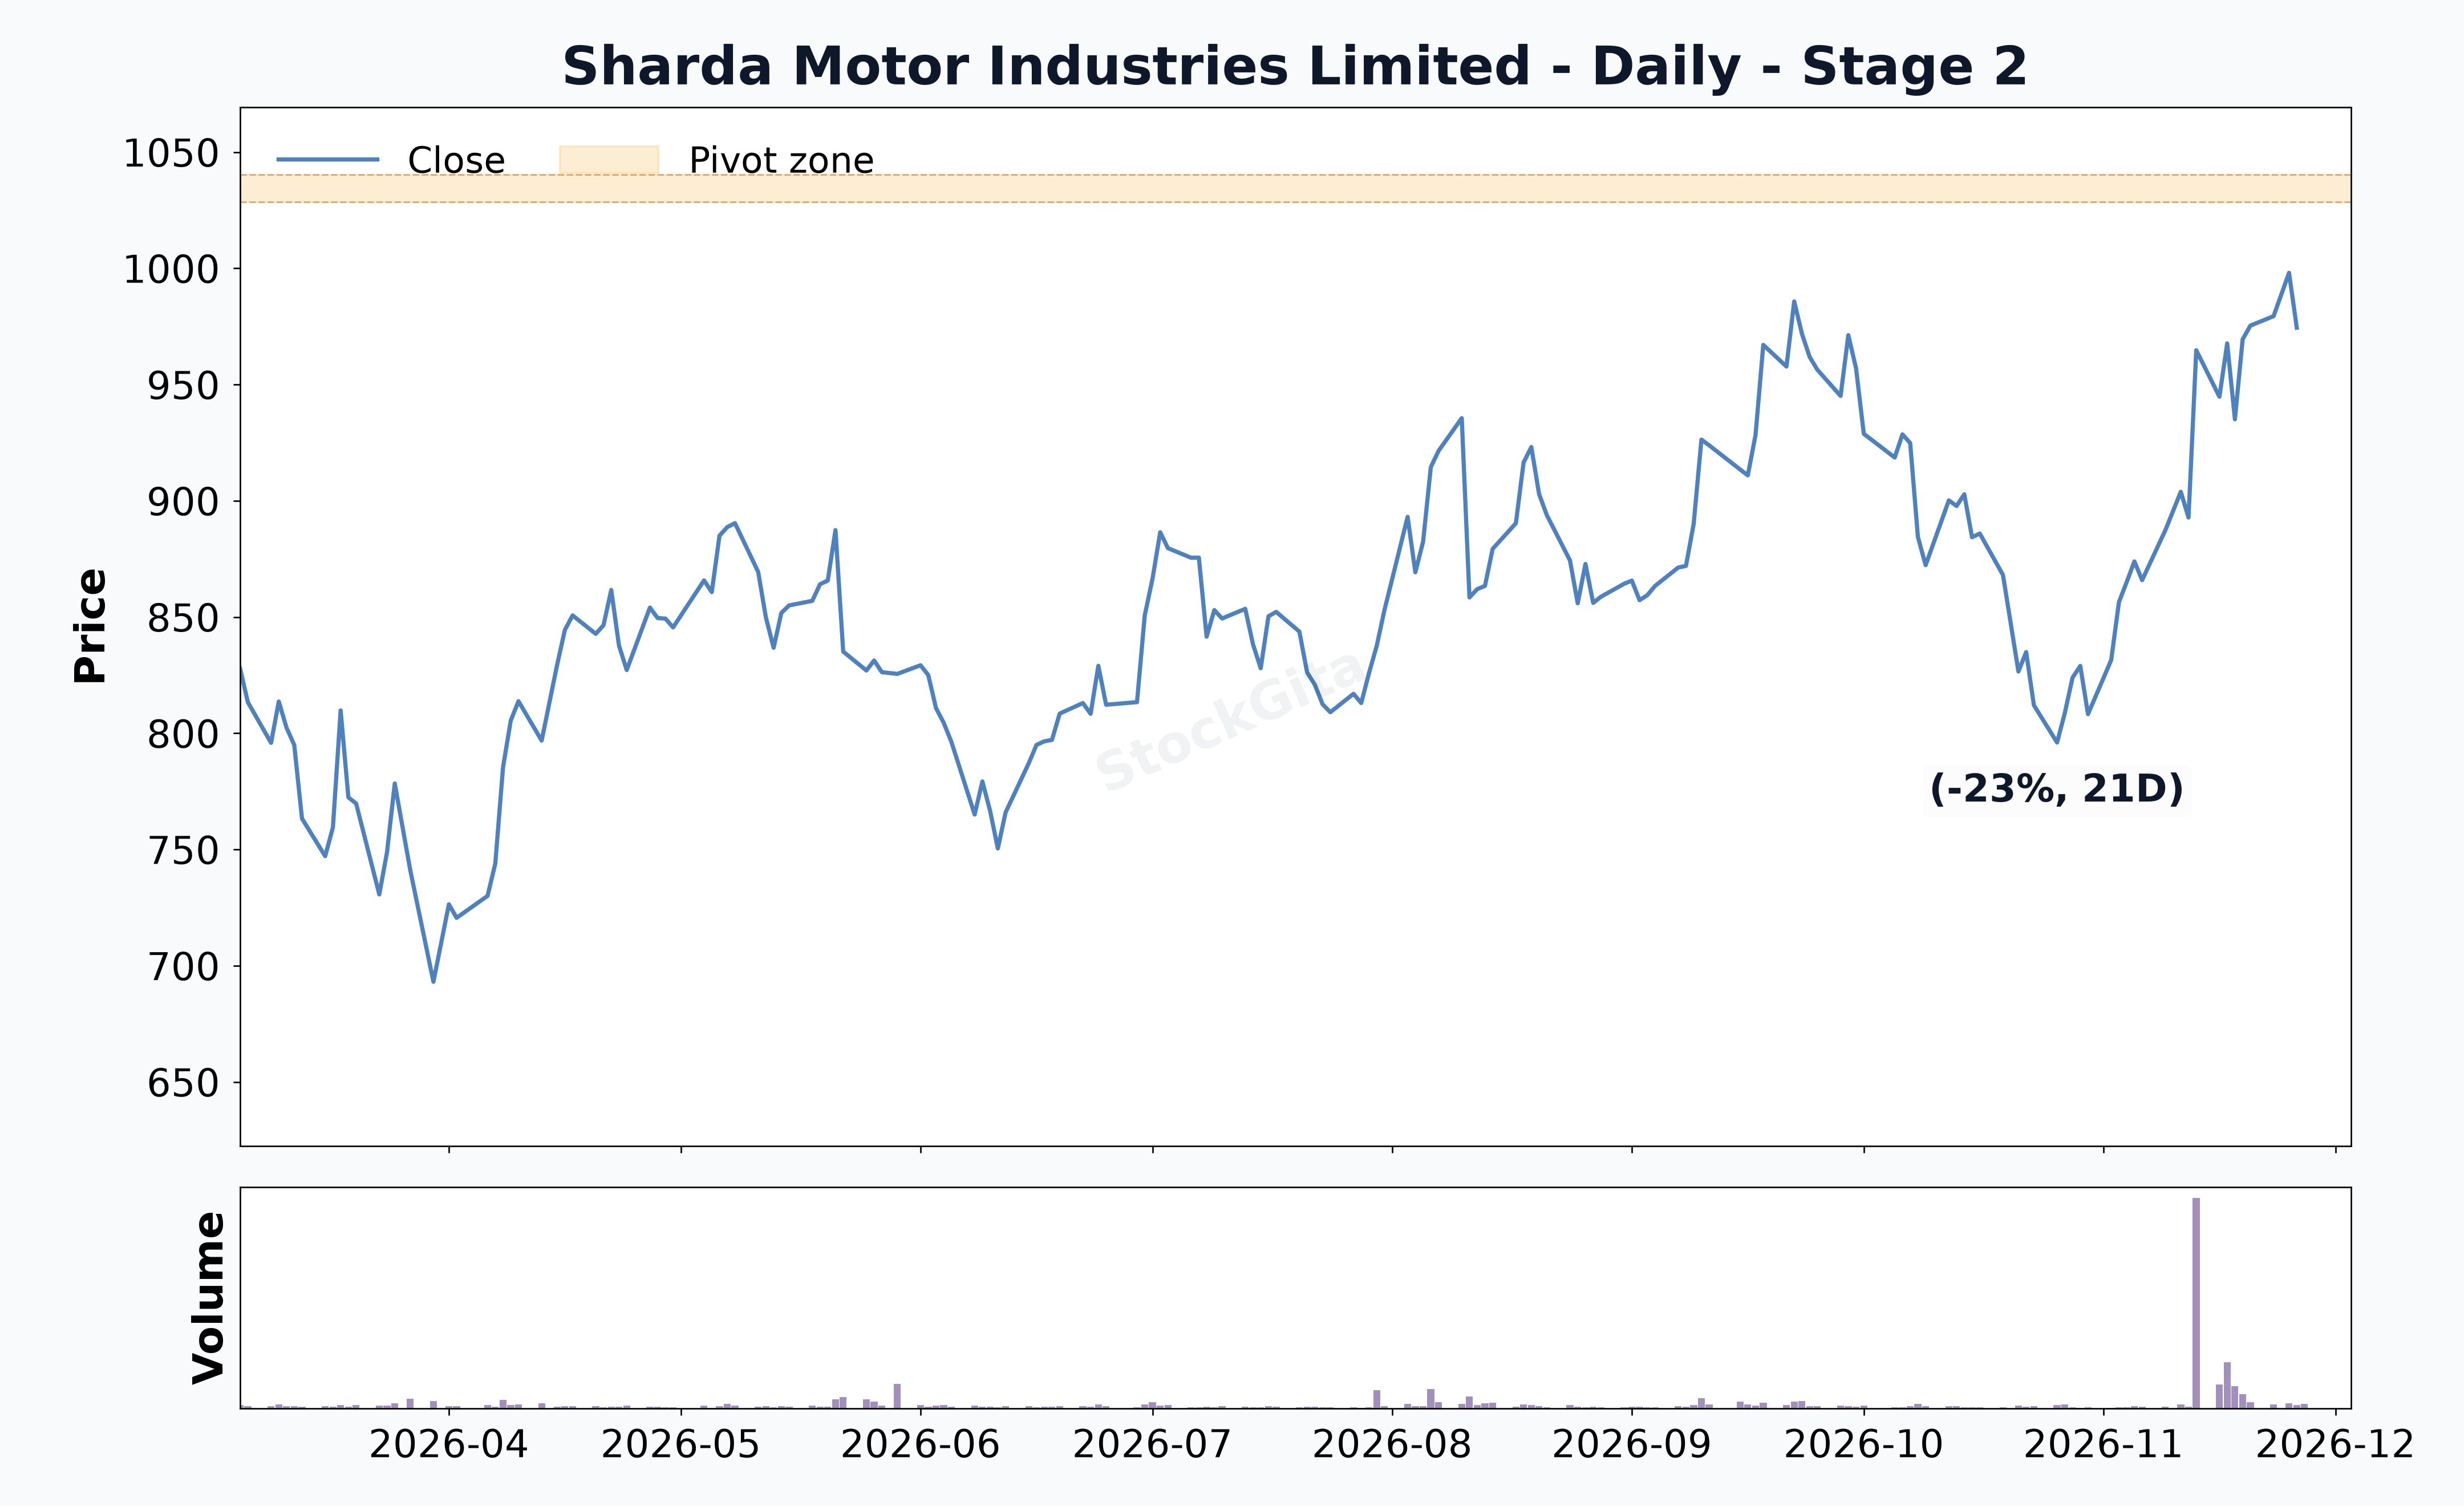 Sharda Motor Industries Limited - Daily - Stage 2
Close
Pivot zone
1050
1000
950
900
850
800
750
700
650
Price
StockGita
(-23%, 21D)
Volume
2026-04
2026-05
2026-06
2026-07
2026-08
2026-09
2026-10
2026-11
2026-12